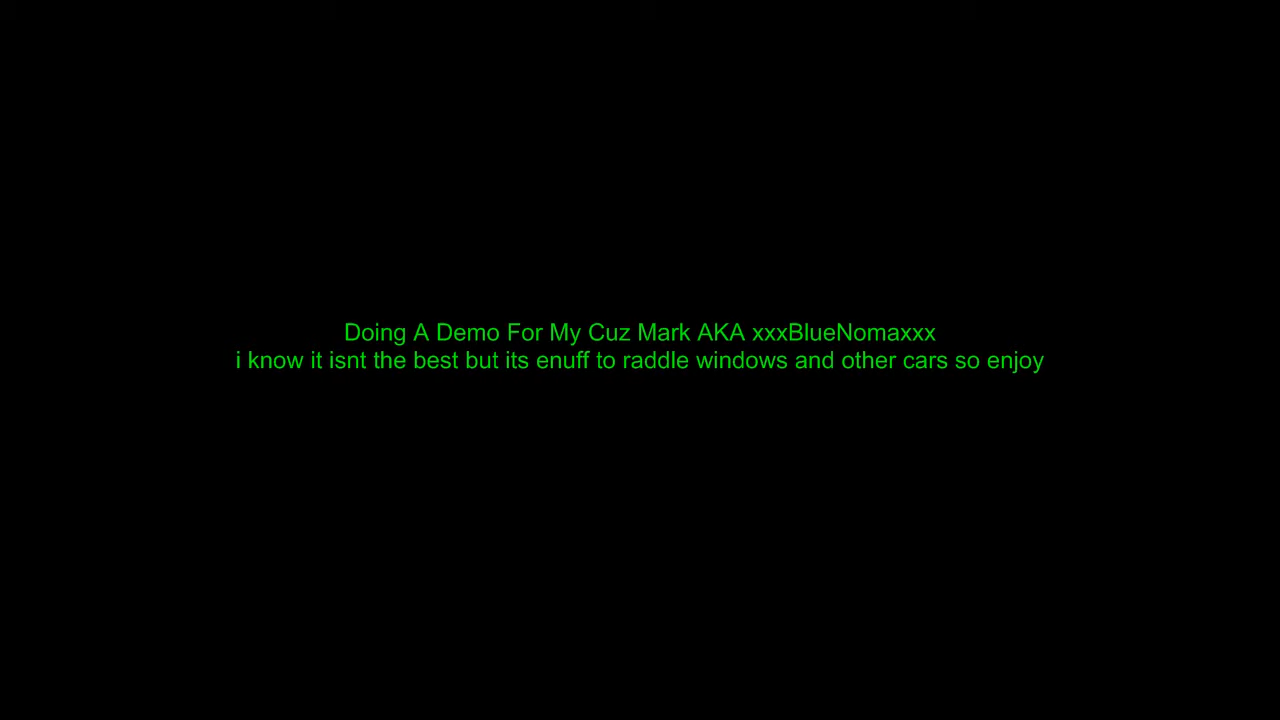 Doing A Demo For My Cuz Mark AKA xxxBlueNomaxxx
i know it isnt the best but its enuff to raddle windows and other cars so enjoy